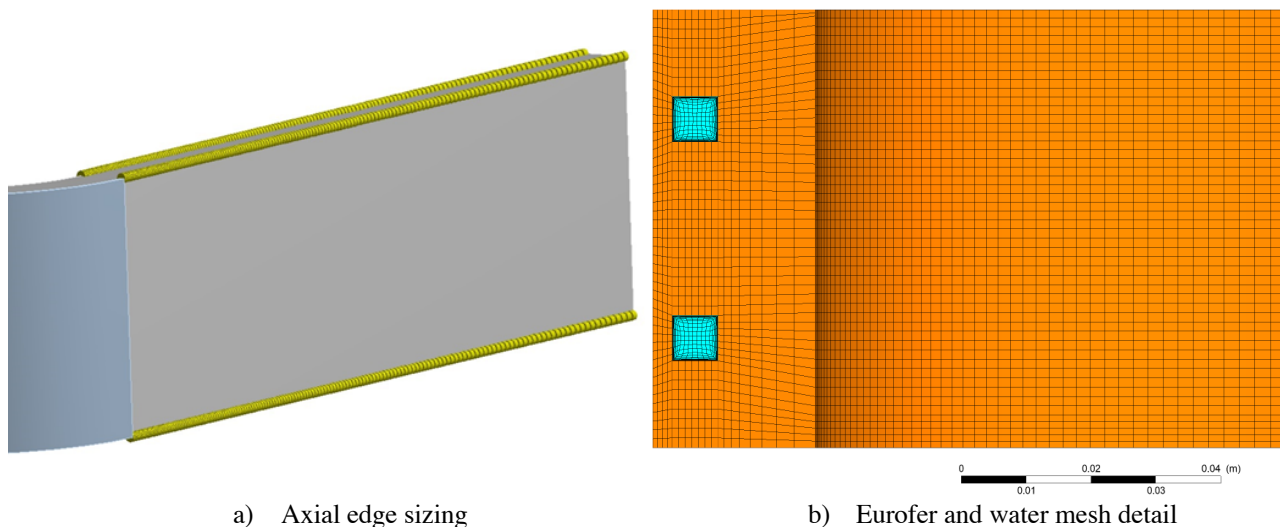 0 0.02 0.04 (m)
0.01 0.03
a) Axial edge sizing
b) Eurofer and water mesh detail